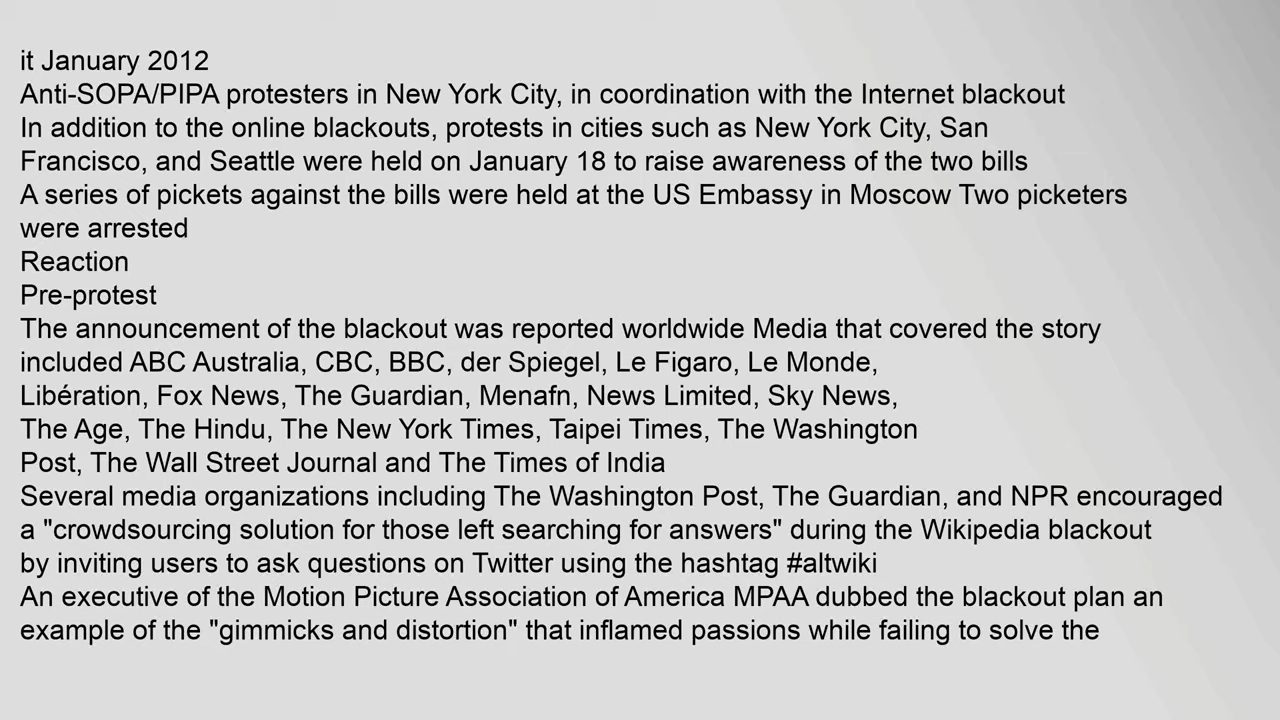 it January 2012
Anti-SOPA/PIPA protesters in New York City, in coordination with the Internet blackout
In addition to the online blackouts, protests in cities such as New York City, San
Francisco, and Seattle were held on January 18 to raise awareness of the two bills
A series of pickets against the bills were held at the US Embassy in Moscow Two picketers
were arrested
Reaction
Pre-protest
The announcement of the blackout was reported worldwide Media that covered the story
included ABC Australia, CBC, BBC, der Spiegel, Le Figaro, Le Monde,
Libération, Fox News, The Guardian, Menafn, News Limited, Sky News,
The Age, The Hindu, The New York Times, Taipei Times, The Washington
Post, The Wall Street Journal and The Times of India
Several media organizations including The Washington Post, The Guardian, and NPR encouraged
a "crowdsourcing solution for those left searching for answers" during the Wikipedia blackout
by inviting users to ask questions on Twitter using the hashtag #altwiki
An executive of the Motion Picture Association of America MPAA dubbed the blackout plan an
example of the "gimmicks and distortion" that inflamed passions while failing to solve the